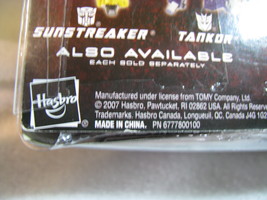 SUNSTREAKER
TANKOR
ALSO AVAILABLE
EACH SOLD SEPARATELY
Hasbro
Manufactured under license from TOMY Company, Ltd.
© 2007 Hasbro, Pawtucket, RI 02862 USA. All Rights Reserved
Trademarks. Hasbro Canada, Longueuil, QC. Canada J4G 1G2
MADE IN CHINA. PN 6777800100